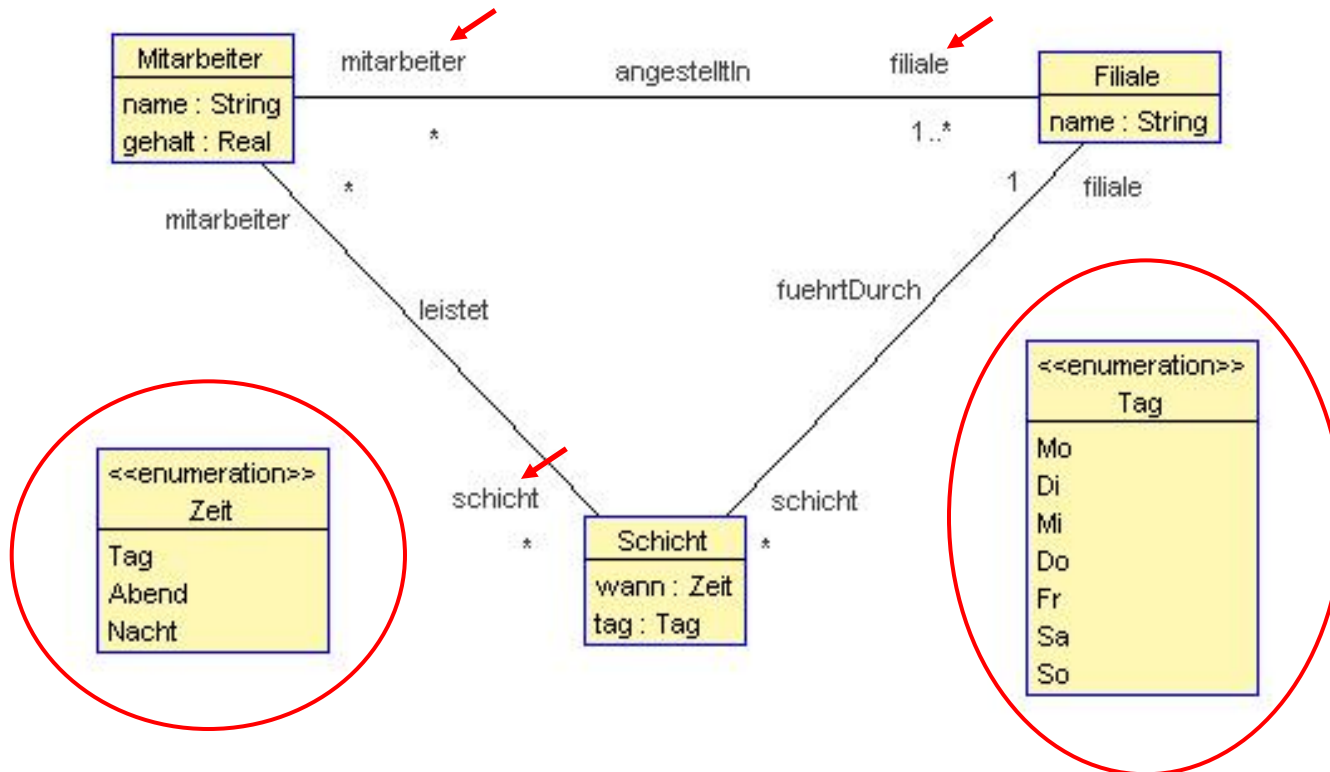 Mitarbeiter
name : String
gehalt : Real
mitarbeiter
*
angestelltIn
filiale
1..*
Filiale
name : String
*
mitarbeiter
1
filiale
leistet
fuehrtDurch
<<enumeration>>
Zeit
Tag
Abend
Nacht
schicht
*
Schicht
wann : Zeit
tag : Tag
schicht
*
<<enumeration>>
Tag
Mo
Di
Mi
Do
Fr
Sa
So